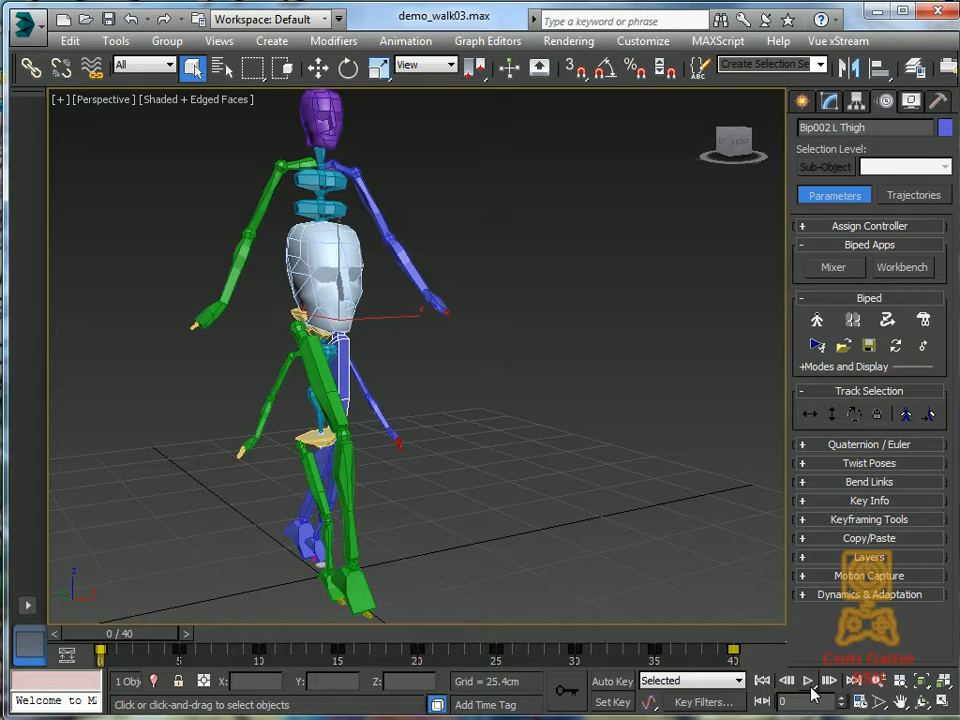 Workspace: Default
demo_walk03.max
Type a keyword or phrase
Edit Tools Group Views Create Modifiers Animation Graph Editors Rendering Customize MAXScript Help Vue xStream
All
View
3
Create Selection Se
[+] [Perspective] [Shaded + Edged Faces]
Bip002 L Thigh
Selection Level:
Sub-Object
Parameters Trajectories
+ Assign Controller
- Biped Apps
Mixer Workbench
- Biped
+Modes and Display
- Track Selection
+ Quaternion / Euler
+ Twist Poses
+ Bend Links
+ Key Info
+ Keyframing Tools
+ Copy/Paste
+ Layers
+ Motion Capture
+ Dynamics & Adaptation
z
x
< 0 / 40 >
0 5 10 15 20 25 30 35 40
1 Obj X: Y: Z: Grid = 25.4cm Auto Key Selected
Welcome to M
Click or click-and-drag to select objects Add Time Tag Set Key Key Filters... 0
Com Game